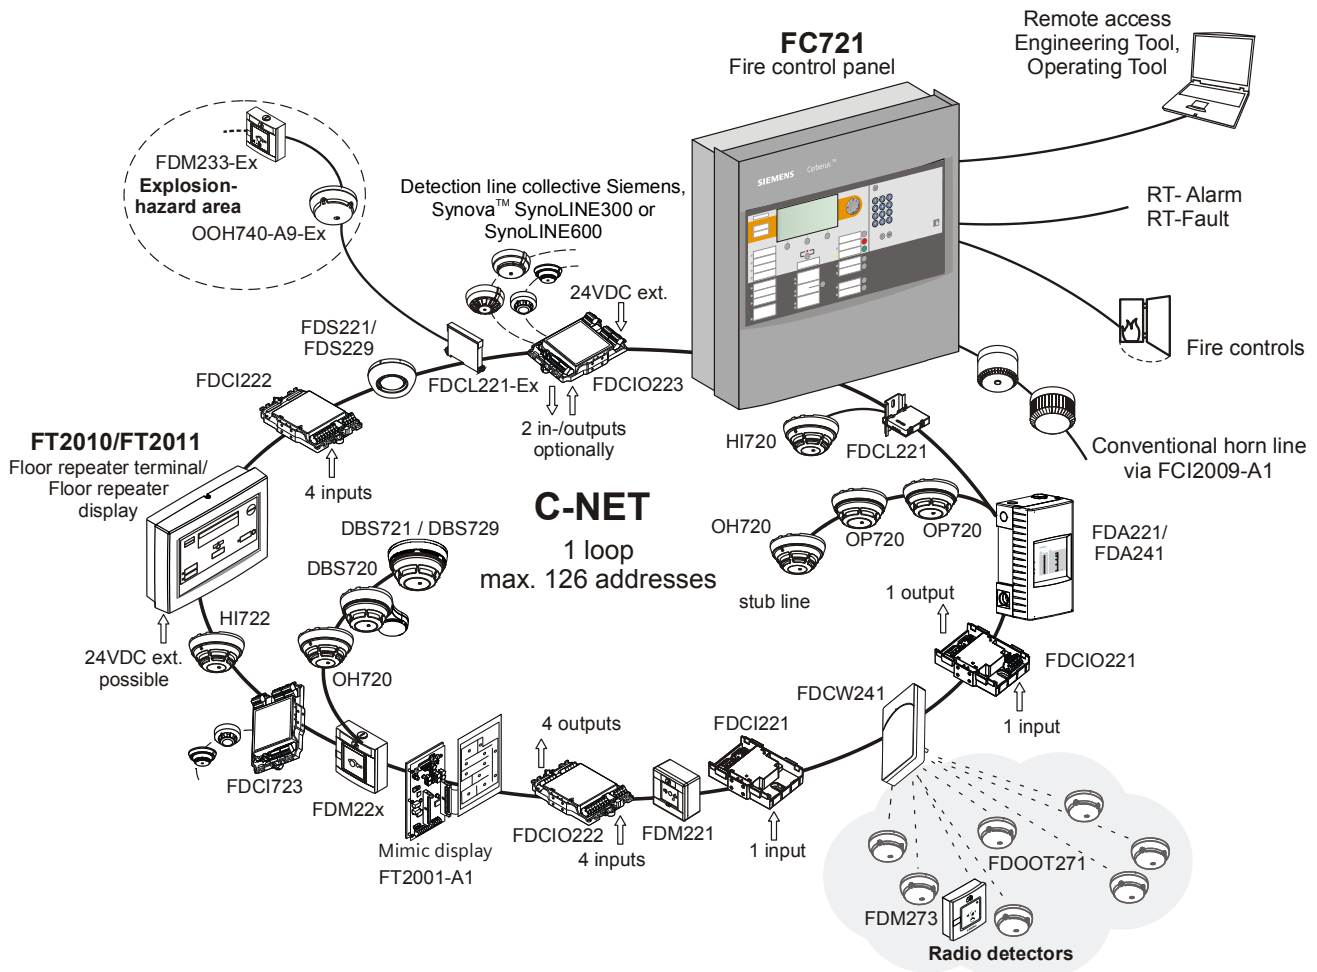 FC721
Fire control panel
Remote access
Engineering Tool,
Operating Tool
FDM233-Ex
Explosion-
hazard area
OOH740-A9-Ex
Detection line collective Siemens,
Synova™ SynoLINE300 or
SynoLINE600
24VDC ext.
SIEMENS
Cerberus™
RT- Alarm
RT-Fault
Fire controls
FDS221/
FDS229
FDCI222
FDCL221-Ex
FDCIO223
2 in-/outputs
optionally
4 inputs
HI720
FDCL221
Conventional horn line
via FCI2009-A1
FT2010/FT2011
Floor repeater terminal/
Floor repeater
display
C-NET
1 loop
max. 126 addresses
DBS721 / DBS729
DBS720
OH720
OP720
OP720
stub line
FDA221/
FDA241
1 output
FDCIO221
1 input
HI722
24VDC ext.
possible
OH720
FDCI723
FDM22x
Mimic display
FT2001-A1
4 outputs
FDCIO222
4 inputs
FDM221
FDCI221
1 input
FDCW241
FDOOT271
FDM273
Radio detectors